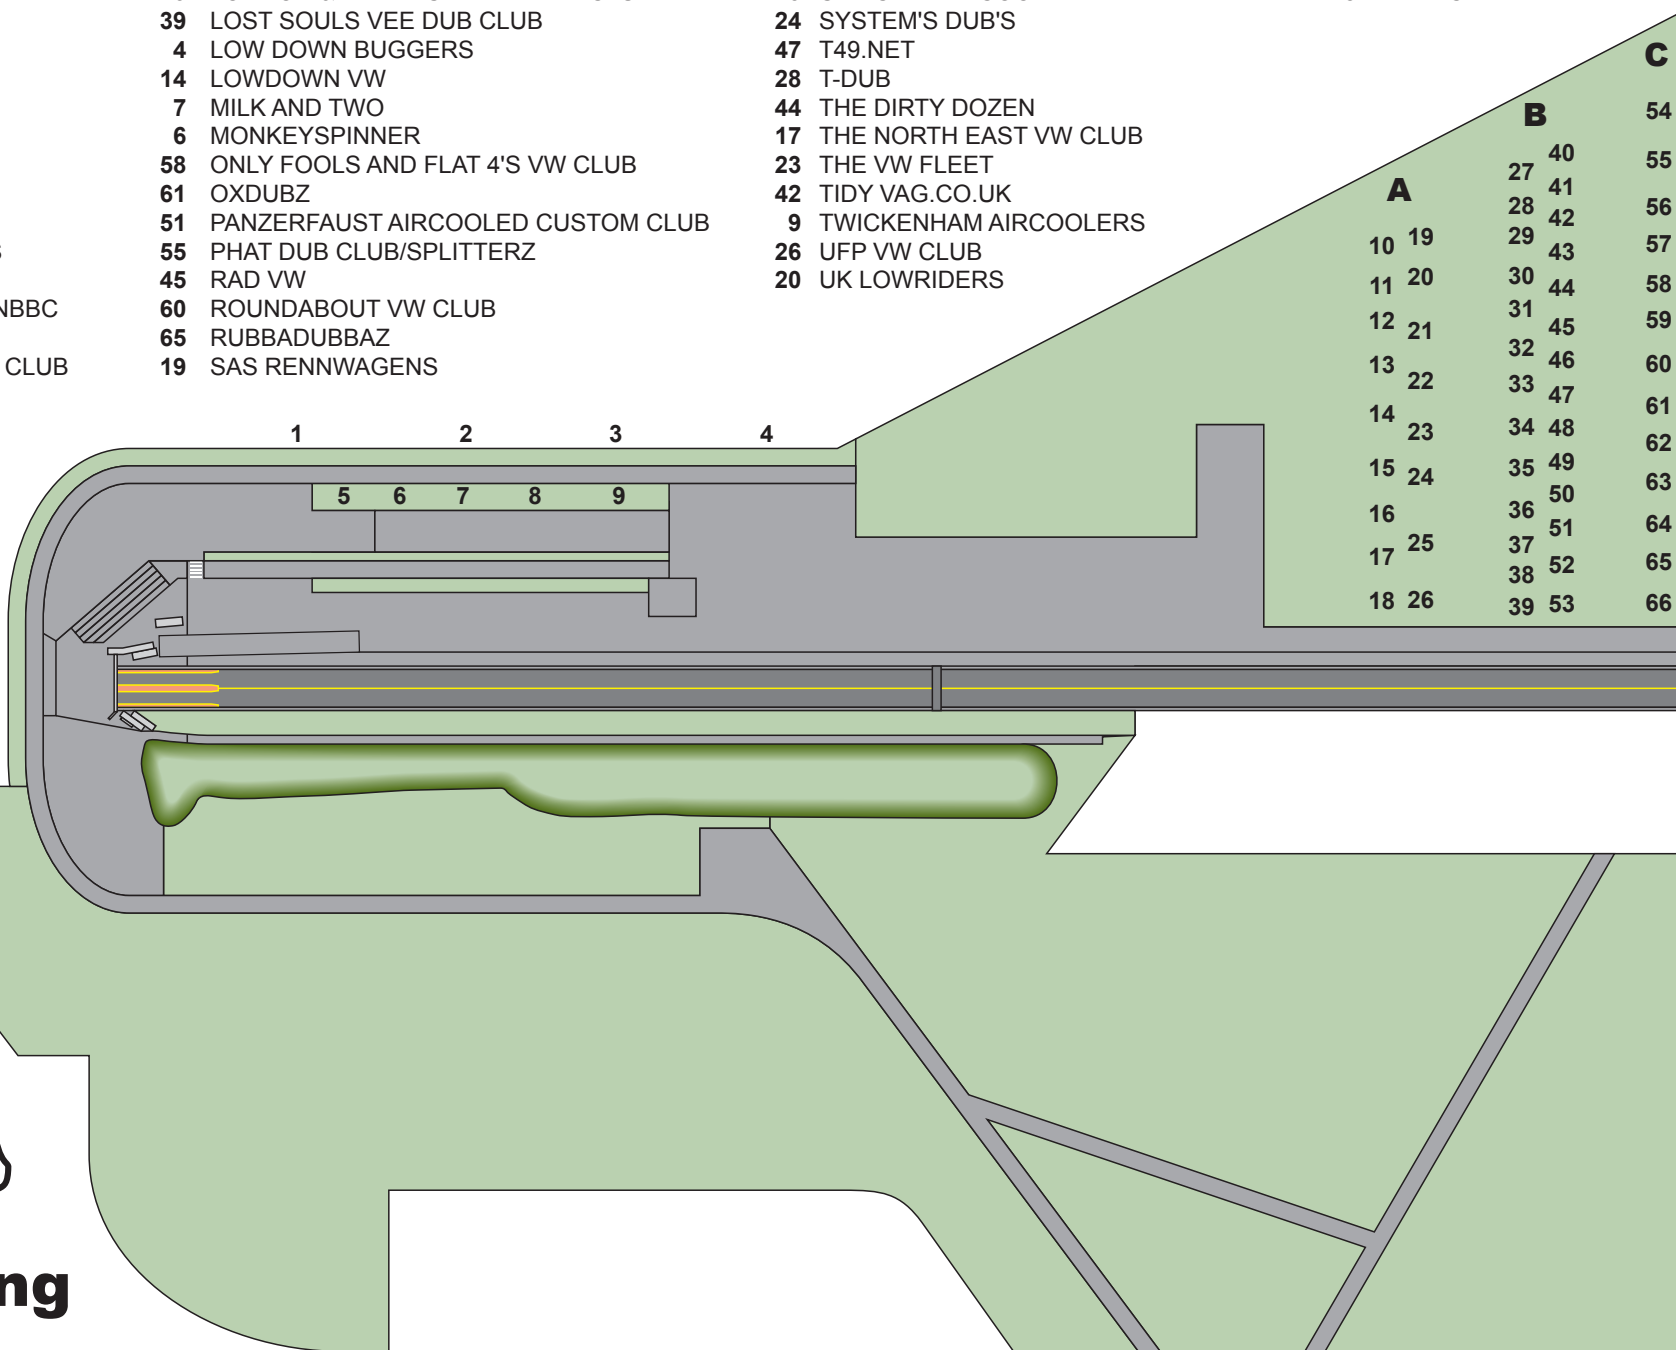 39 LOST SOULS VEE DUB CLUB
4 LOW DOWN BUGGERS
14 LOWDOWN VW
7 MILK AND TWO
6 MONKEYSPINNER
58 ONLY FOOLS AND FLAT 4'S VW CLUB
61 OXDUBZ
51 PANZERFAUST AIRCOOLED CUSTOM CLUB
55 PHAT DUB CLUB/SPLITTERZ
45 RAD VW
60 ROUNDABOUT VW CLUB
65 RUBBADUBBAZ
19 SAS RENNWAGENS
NBBC
CLUB
24 SYSTEM'S DUB'S
47 T49.NET
28 T-DUB
44 THE DIRTY DOZEN
17 THE NORTH EAST VW CLUB
23 THE VW FLEET
42 TIDY VAG.CO.UK
9 TWICKENHAM AIRCOOLERS
26 UFP VW CLUB
20 UK LOWRIDERS
1 2 3 4
5 6 7 8 9
A
10
11
12
13
14
15
16
17
18
19
20
21
22
23
24
25
26
B
27
28
29
30
31
32
33
34
35
36
37
38
39
40
41
42
43
44
45
46
47
48
49
50
51
52
53
C
54
55
56
57
58
59
60
61
62
63
64
65
66
ng